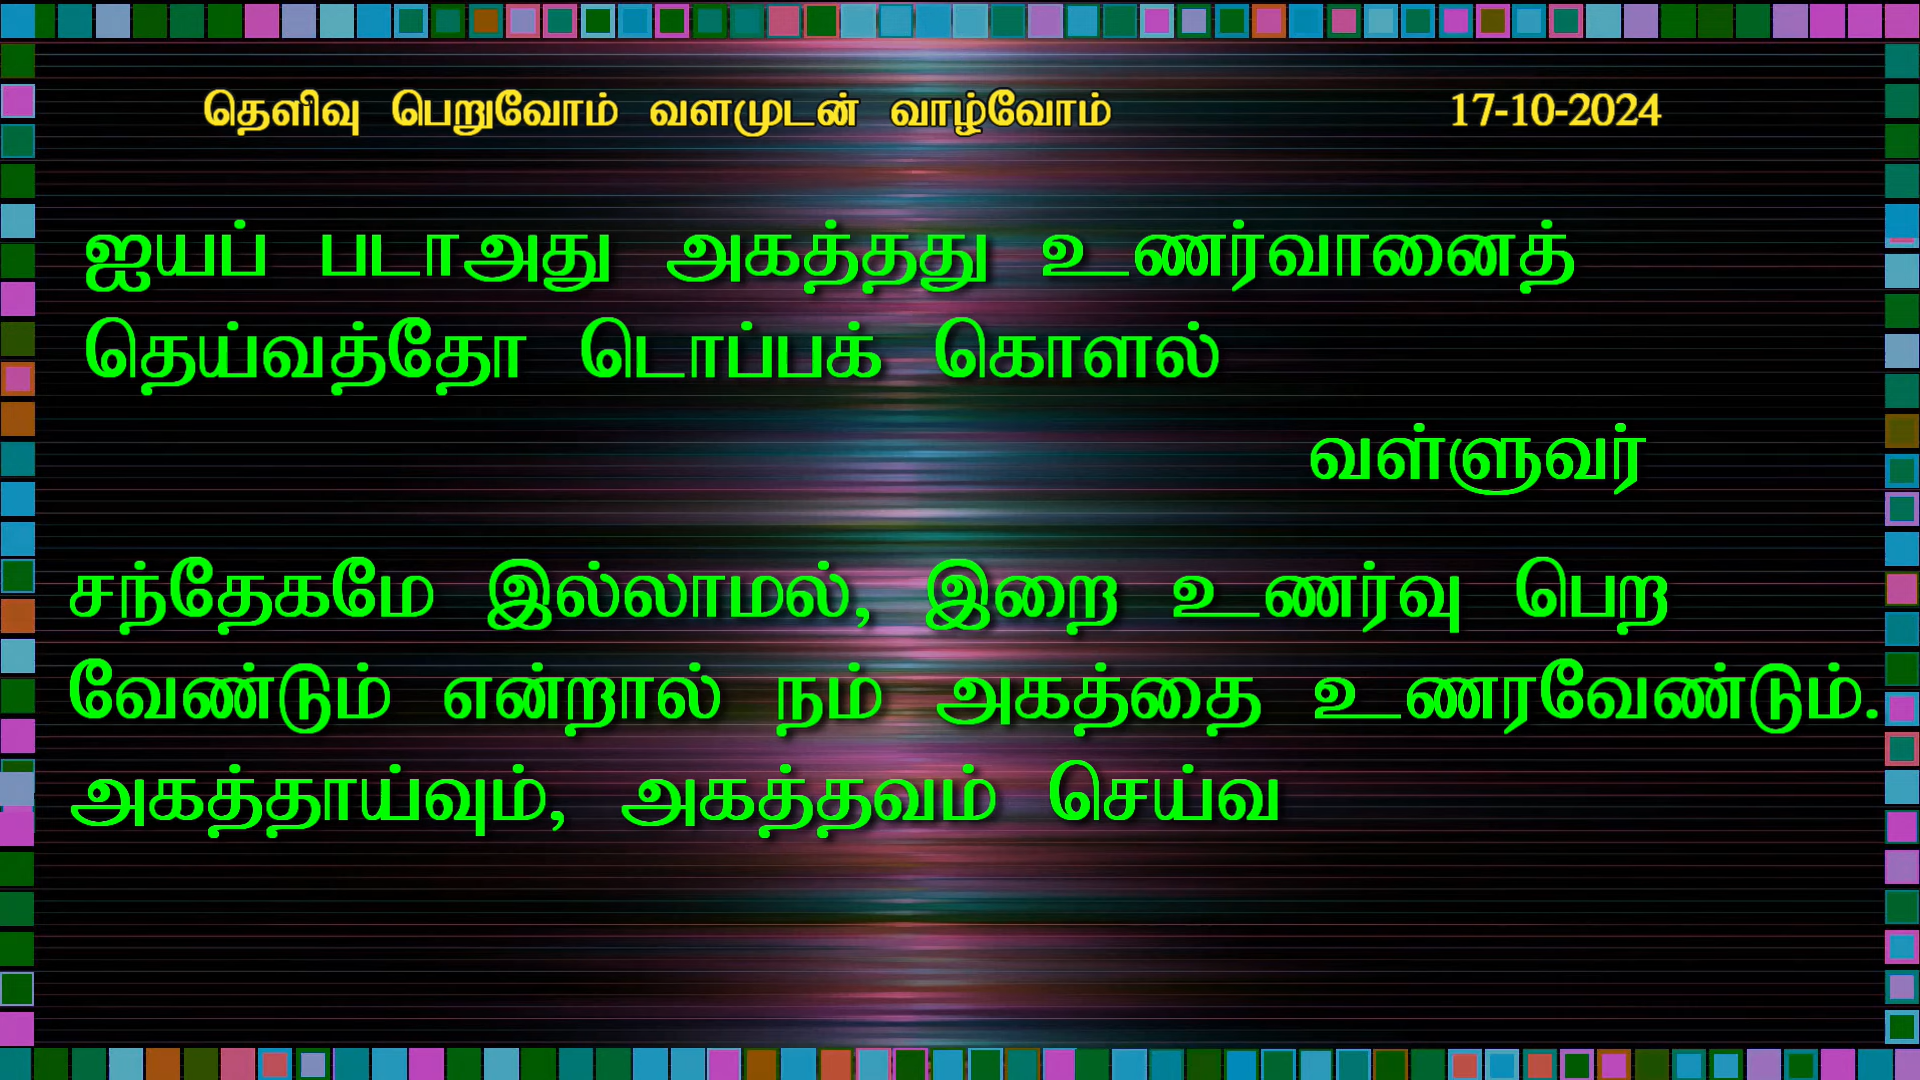 தெளிவு பெறுவோம் வளமுடன் வாழ்வோம் 17-10-2024
ஐயப் படாஅது அகத்தது உணர்வானைத்
தெய்வத்தோ டொப்பக் கொளல்
வள்ளுவர்
சந்தேகமே இல்லாமல், இறை உணர்வு பெற
வேண்டும் என்றால் நம் அகத்தை உணரவேண்டும்.
அகத்தாய்வும், அகத்தவம் செய்வ